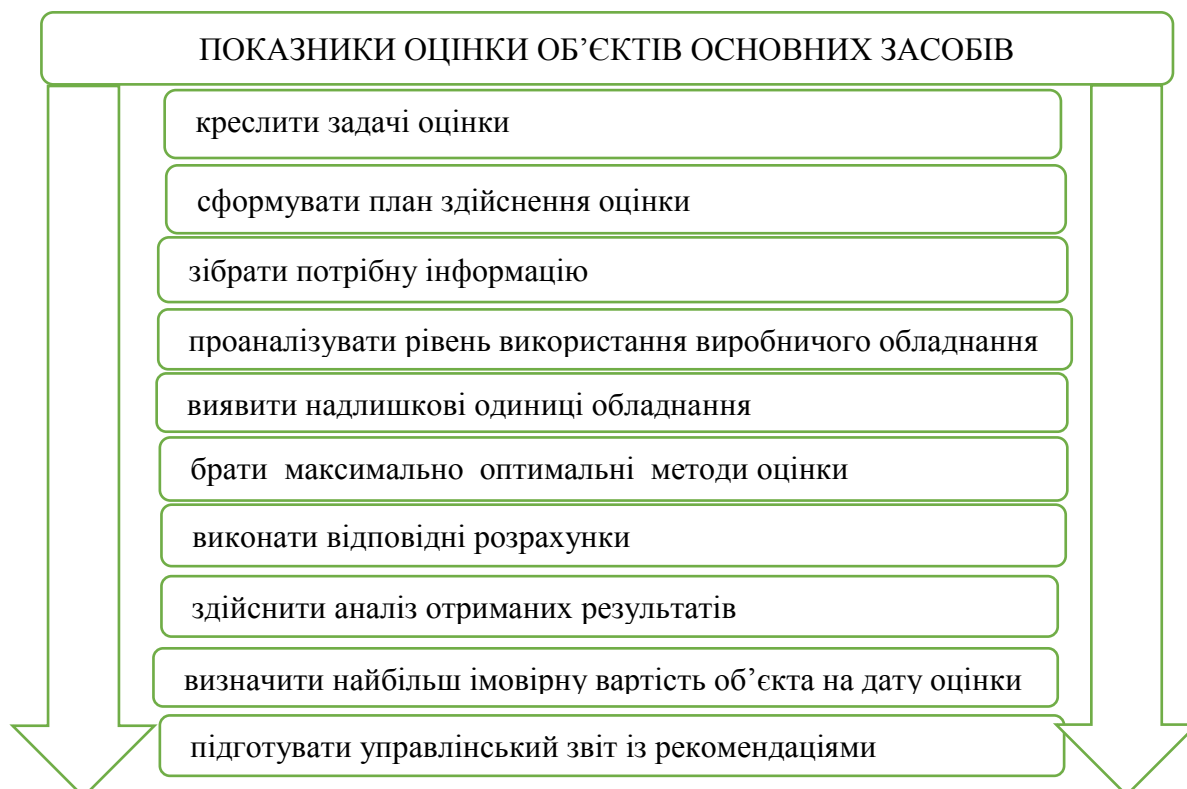 ПОКАЗНИКИ ОЦІНКИ ОБ’ЄКТІВ ОСНОВНИХ ЗАСОБІВ
креслити задачі оцінки
сформувати план здійснення оцінки
зібрати потрібну інформацію
проаналізувати рівень використання виробничого обладнання
виявити надлишкові одиниці обладнання
брати максимально оптимальні методи оцінки
виконати відповідні розрахунки
здійснити аналіз отриманих результатів
визначити найбільш імовірну вартість об’єкта на дату оцінки
підготувати управлінський звіт із рекомендаціями